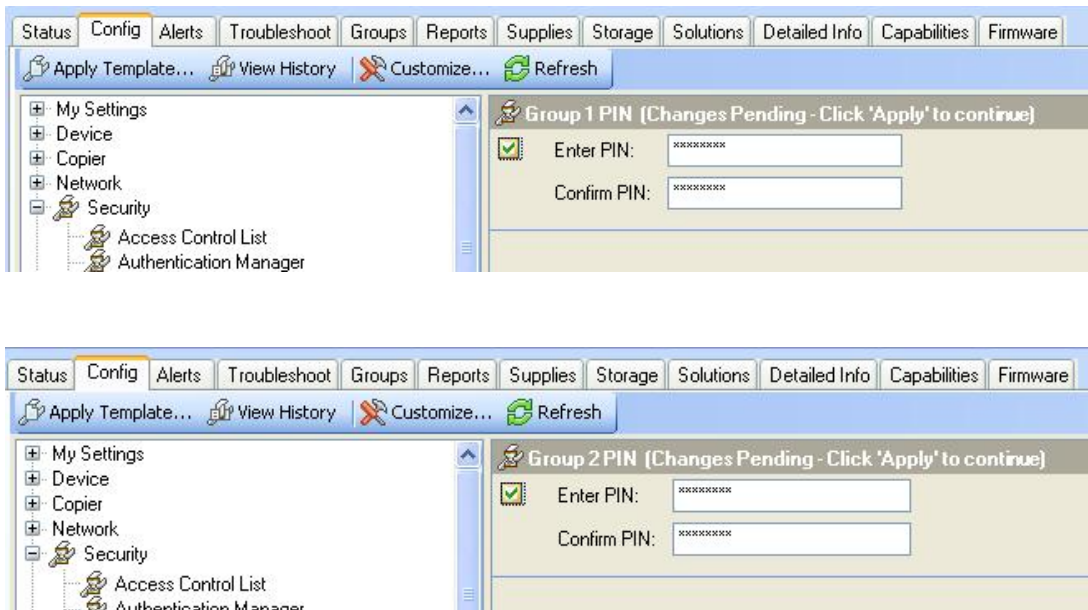 Status Config Alerts Troubleshoot Groups Reports Supplies Storage Solutions Detailed Info Capabilities Firmware
Apply Template... View History Customize... Refresh
My Settings
Device
Copier
Network
Security
Access Control List
Authentication Manager
Group 1 PIN (Changes Pending - Click 'Apply' to continue)
Enter PIN: ********
Confirm PIN: ********
Status Config Alerts Troubleshoot Groups Reports Supplies Storage Solutions Detailed Info Capabilities Firmware
Apply Template... View History Customize... Refresh
My Settings
Device
Copier
Network
Security
Access Control List
Authentication Manager
Group 2 PIN (Changes Pending - Click 'Apply' to continue)
Enter PIN: ********
Confirm PIN: ********